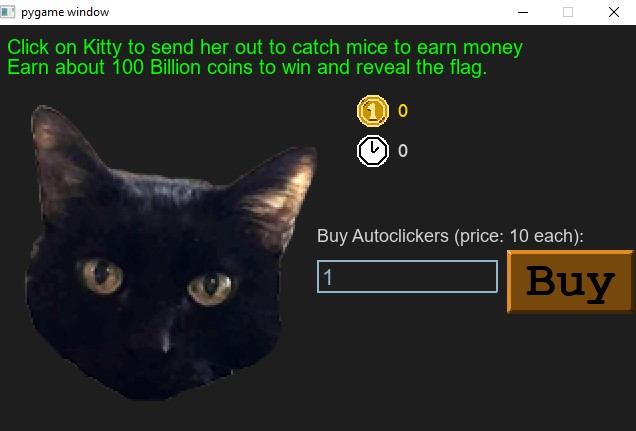 pygame window
Click on Kitty to send her out to catch mice to earn money
Earn about 100 Billion coins to win and reveal the flag.
1 0
0
Buy Autoclickers (price: 10 each):
1 Buy